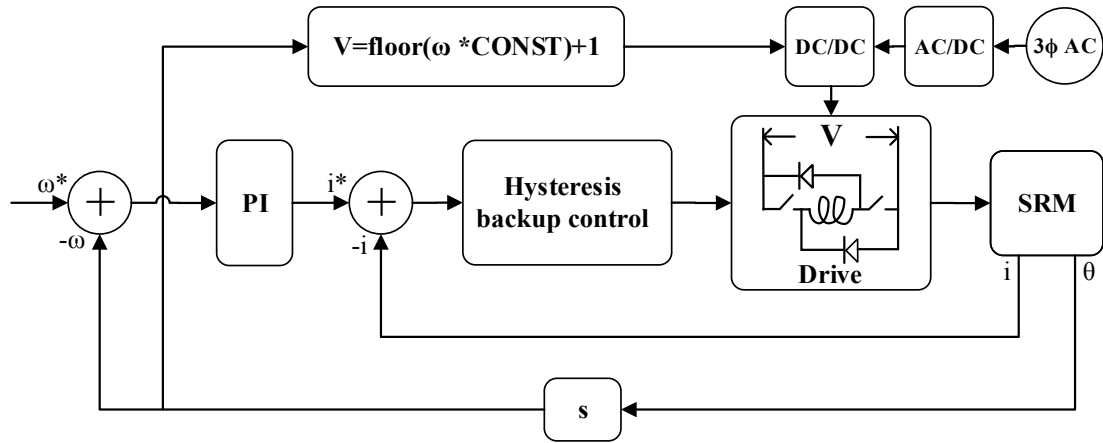 V=floor(ω *CONST)+1
DC/DC
AC/DC
3ϕ AC
V
ω*
-ω
PI
i*
-i
Hysteresis
backup control
Drive
SRM
i
θ
s